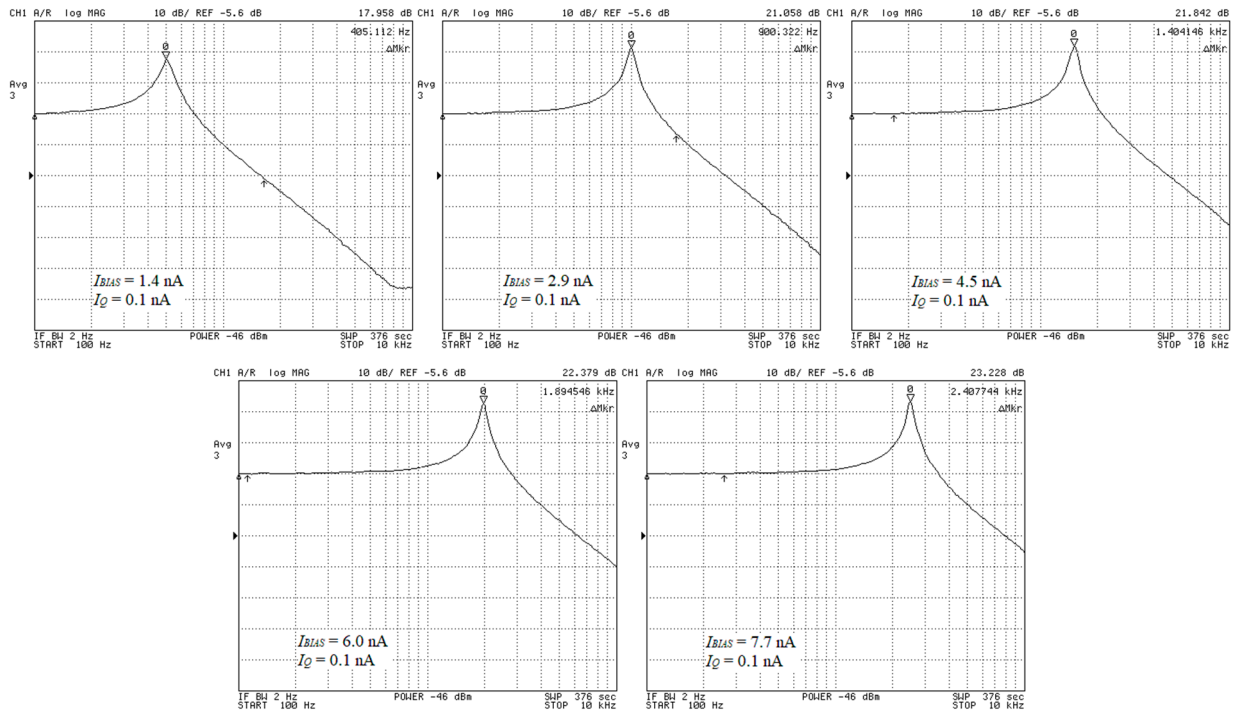 CH1 A/R log MAG 10 dB/ REF -5.6 dB 17.958 dB
405.112 Hz
ΔMkr
0
Avg
3
IBIAS = 1.4 nA
IQ = 0.1 nA
IF BW 2 Hz POWER -46 dBm SWP 376 sec
START 100 Hz STOP 10 kHz
CH1 A/R log MAG 10 dB/ REF -5.6 dB 21.058 dB
900.322 Hz
ΔMkr
0
Avg
3
IBIAS = 2.9 nA
IQ = 0.1 nA
IF BW 2 Hz POWER -46 dBm SWP 376 sec
START 100 Hz STOP 10 kHz
CH1 A/R log MAG 10 dB/ REF -5.6 dB 21.842 dB
1.404146 kHz
ΔMkr
0
Avg
3
IBIAS = 4.5 nA
IQ = 0.1 nA
IF BW 2 Hz POWER -46 dBm SWP 376 sec
START 100 Hz STOP 10 kHz
CH1 A/R log MAG 10 dB/ REF -5.6 dB 22.379 dB
1.894546 kHz
ΔMkr
0
Avg
3
IBIAS = 6.0 nA
IQ = 0.1 nA
IF BW 2 Hz POWER -46 dBm SWP 376 sec
START 100 Hz STOP 10 kHz
CH1 A/R log MAG 10 dB/ REF -5.6 dB 23.228 dB
2.407744 kHz
ΔMkr
0
Avg
3
IBIAS = 7.7 nA
IQ = 0.1 nA
IF BW 2 Hz POWER -46 dBm SWP 376 sec
START 100 Hz STOP 10 kHz